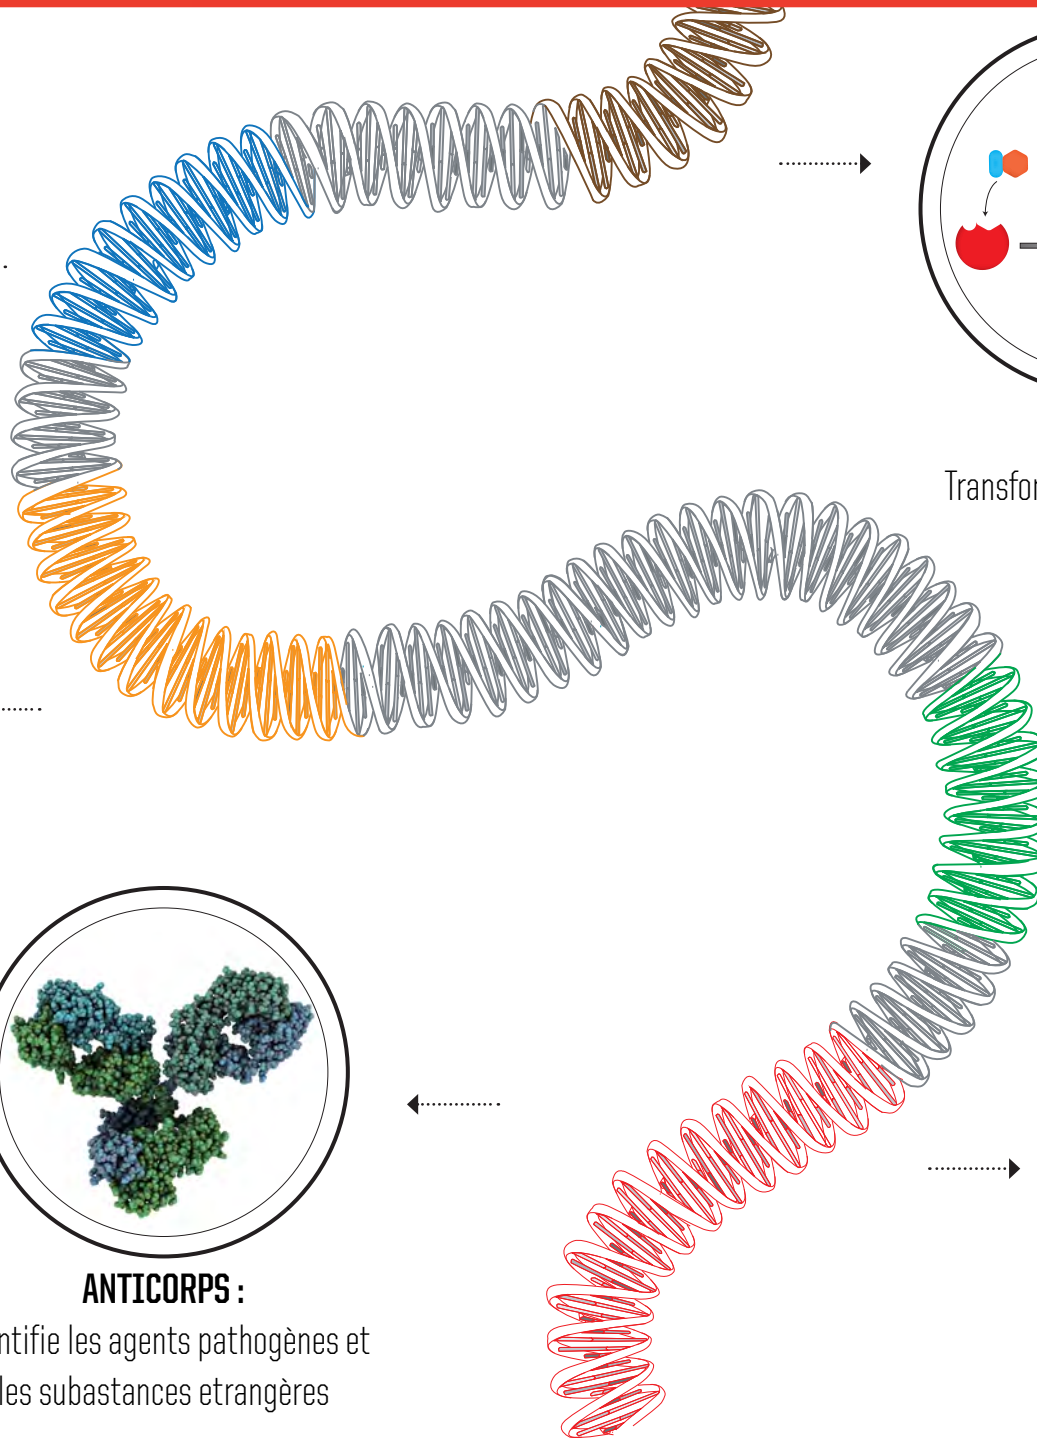 Transfor
ANTICORPS :
ntifie les agents pathogènes et
les subastances etrangères